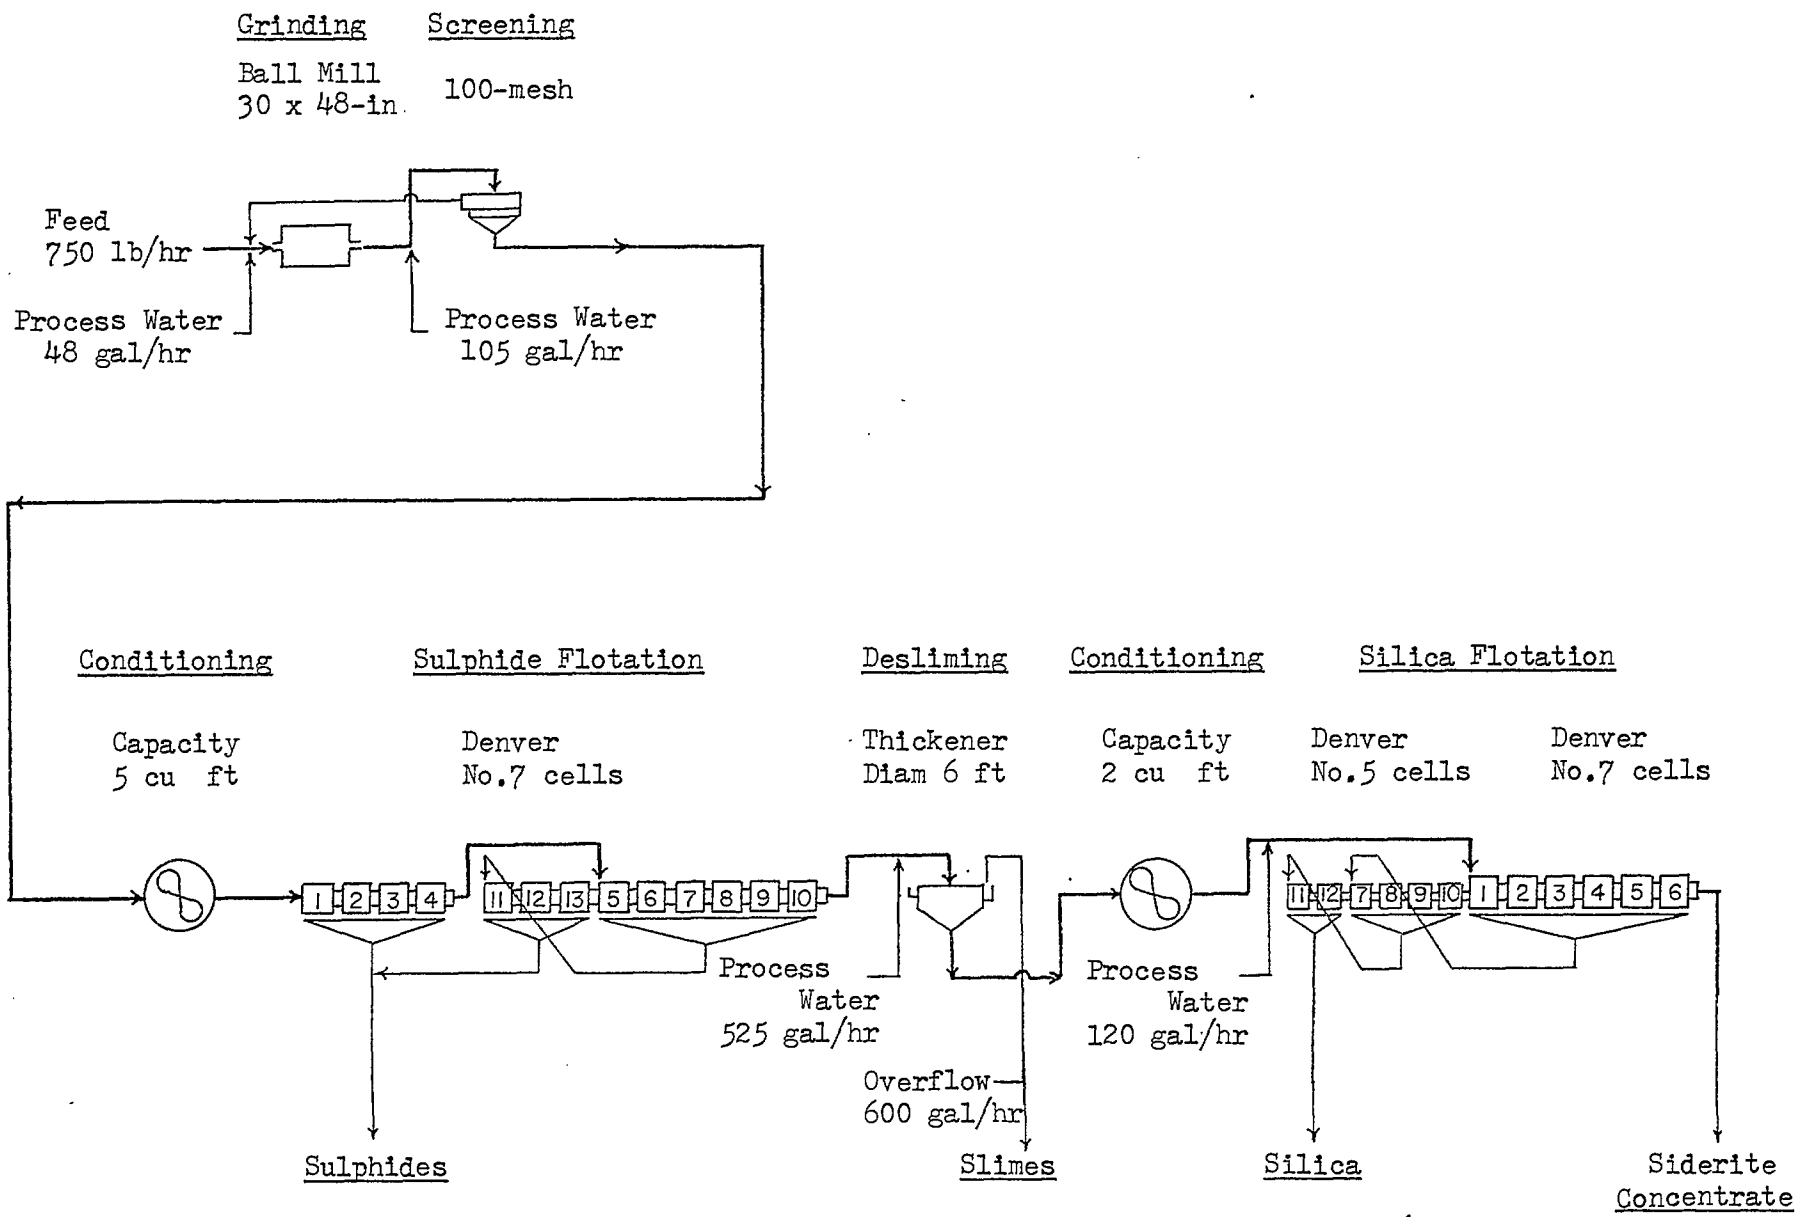 Grinding
Screening
Ball Mill
30 x 48-in.
100-mesh
Feed
750 lb/hr
Process Water
48 gal/hr
Process Water
105 gal/hr
Conditioning
Sulphide Flotation
Desliming
Conditioning
Silica Flotation
Capacity
5 cu ft
Denver
No.7 cells
Thickener
Diam 6 ft
Capacity
2 cu ft
Denver
No.5 cells
Denver
No.7 cells
1 2 3 4
11 12 13 5 6 7 8 9 10
11 12 7 8 9 10 1 2 3 4 5 6
Process
Water
525 gal/hr
Process
Water
120 gal/hr
Overflow
600 gal/hr
Sulphides
Slimes
Silica
Siderite
Concentrate